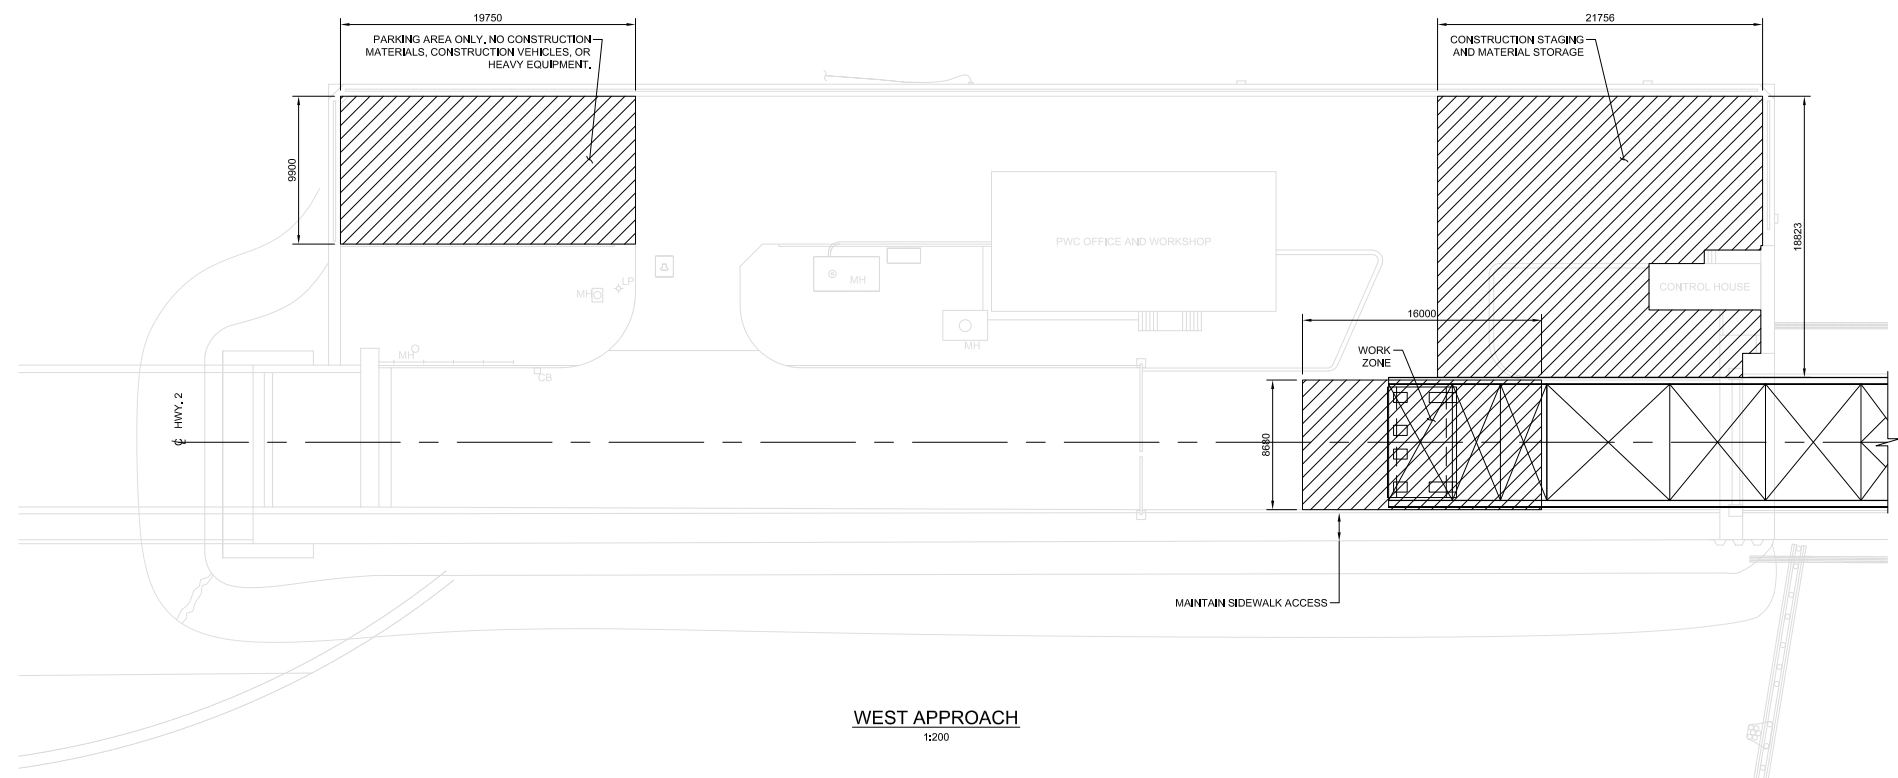 19750
21756
PARKING AREA ONLY. NO CONSTRUCTION
MATERIALS, CONSTRUCTION VEHICLES, OR
HEAVY EQUIPMENT.
CONSTRUCTION STAGING
AND MATERIAL STORAGE
9900
18823
PWC OFFICE AND WORKSHOP
MH
LP
MH
CONTROL HOUSE
16000
MH
MH
WORK
ZONE
CB
℄ HWY. 2
8680
MAINTAIN SIDEWALK ACCESS
WEST APPROACH
1:200